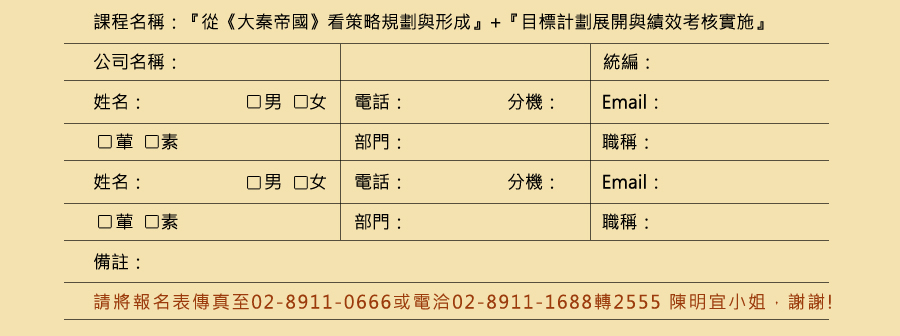 課程名稱：『從《大秦帝國》看策略規劃與形成』+『目標計劃展開與績效考核實施』
公司名稱： 統編：
姓名： □男 □女 電話： 分機： Email：
□葷 □素 部門： 職稱：
姓名： □男 □女 電話： 分機： Email：
□葷 □素 部門： 職稱：
備註：
請將報名表傳真至02-8911-0666或電洽02-8911-1688轉2555 陳明宜小姐，謝謝!